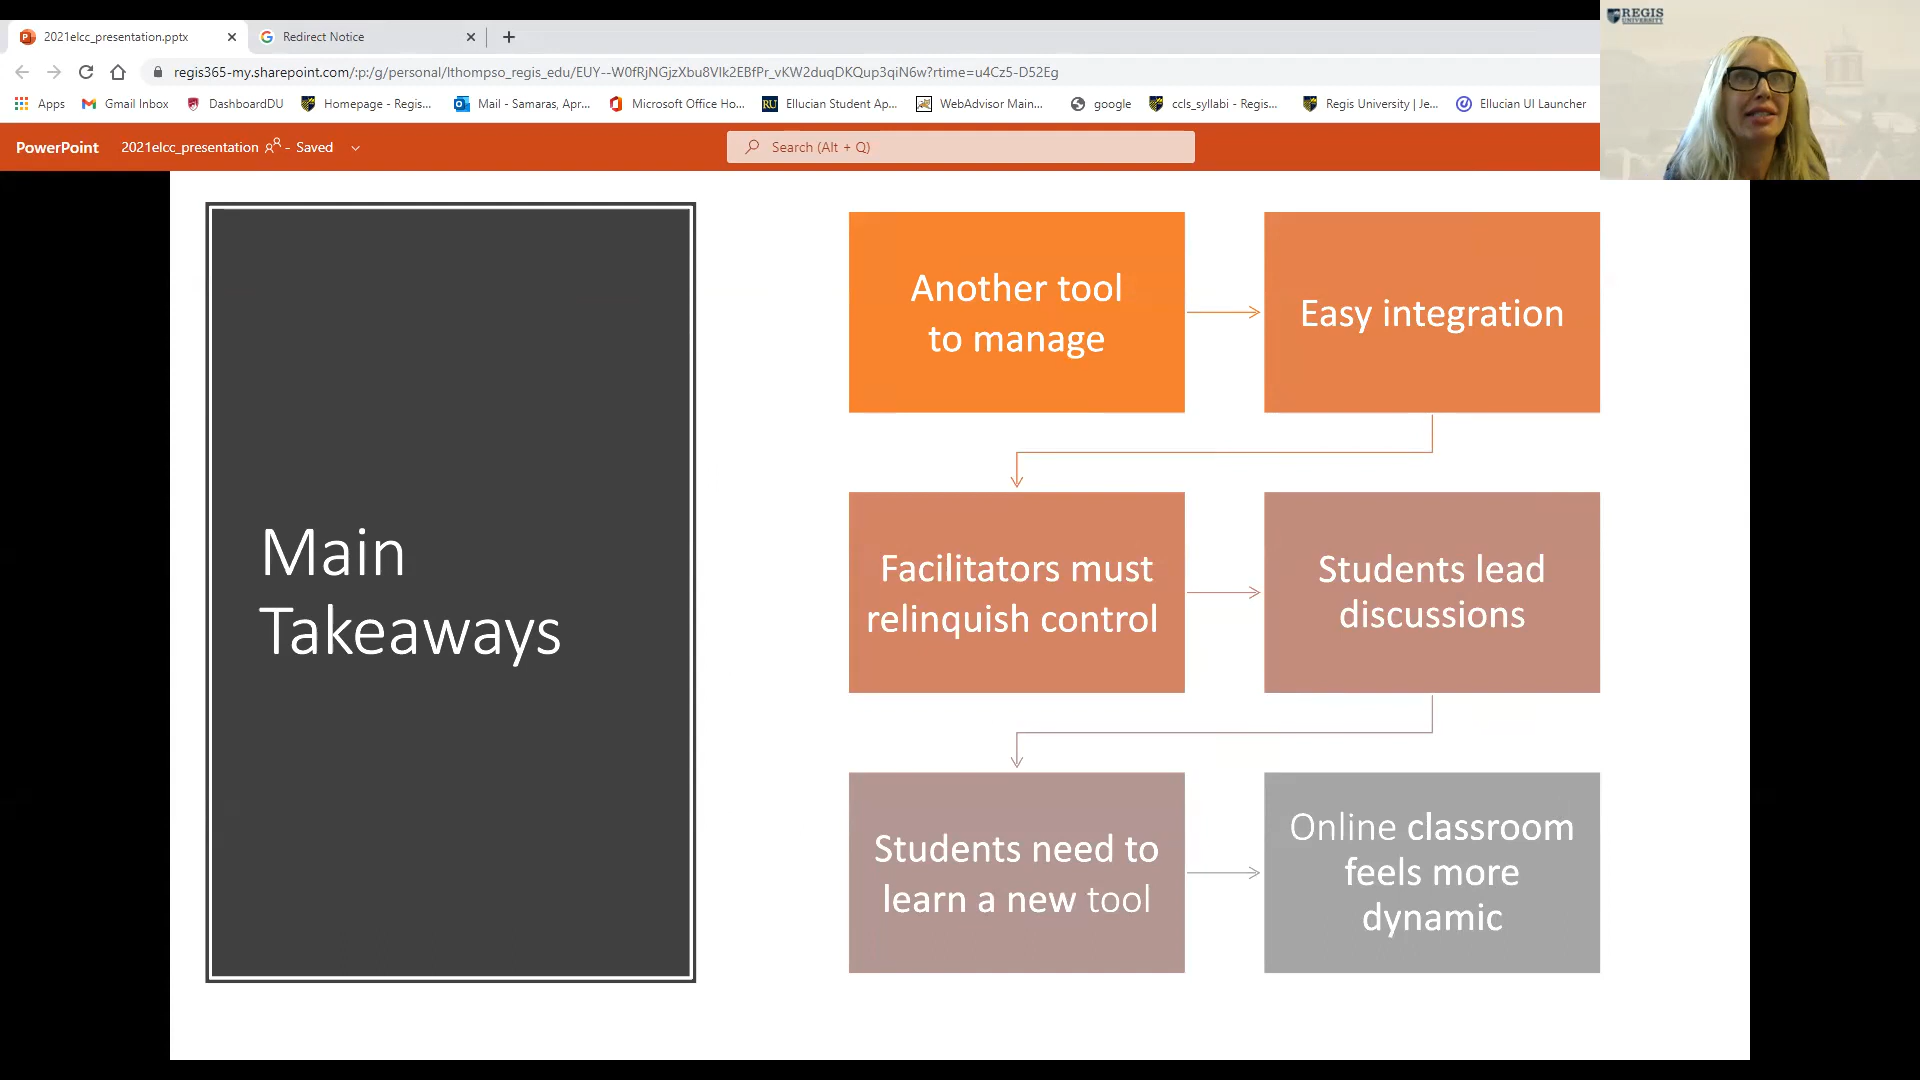 2021elcc_presentation.pptx
Redirect Notice
regis365-my.sharepoint.com/:p:/g/personal/lthompso_regis_edu/EUY--W0fRjNGjzXbu8Vlk2EBfPr_vKW2duqDKQup3qiN6w?rtime=u4Cz5-D52Eg
Apps Gmail Inbox DashboardDU Homepage - Regis... Mail - Samaras, Apr... Microsoft Office Ho... RU Ellucian Student Ap... WebAdvisor Main... google ccls_syllabi - Regis... Regis University | Je... Ellucian UI Launcher
PowerPoint 2021elcc_presentation - Saved Search (Alt + Q)
REGIS
UNIVERSITY
Main
Takeaways
Another tool
to manage
Easy integration
Facilitators must
relinquish control
Students lead
discussions
Students need to
learn a new tool
Online classroom
feels more
dynamic